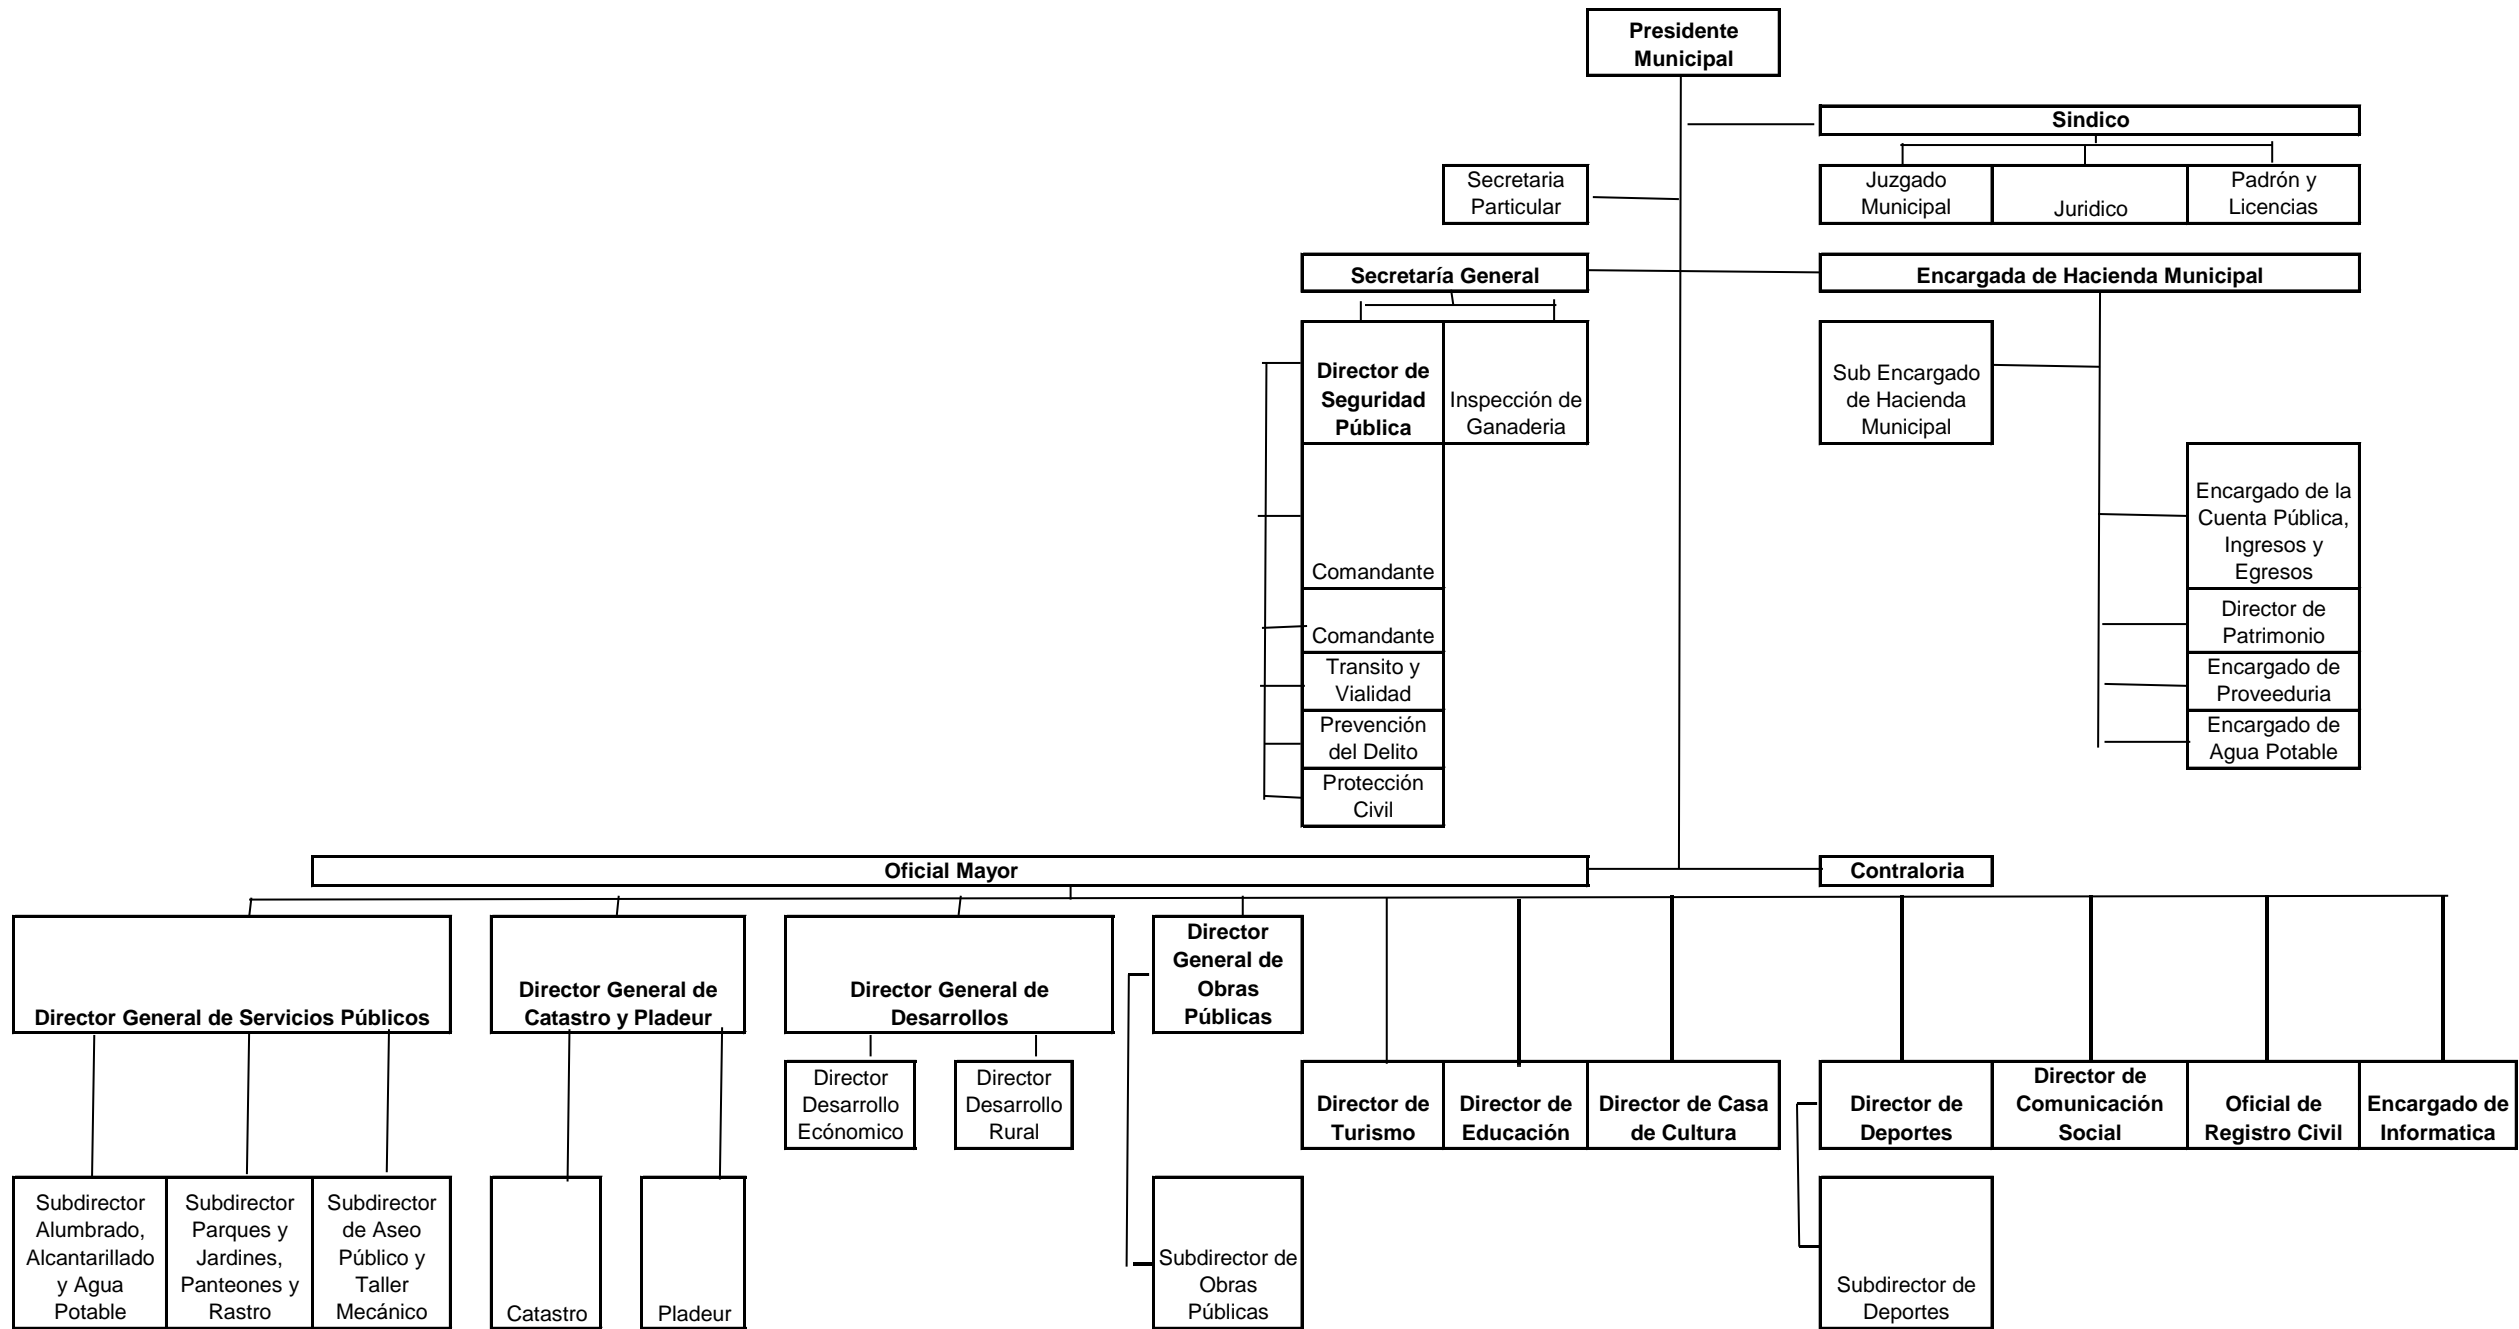 Presidente
Municipal
Sindico
Secretaria
Particular
Juzgado
Municipal
Juridico
Padrón y
Licencias
Secretaría General
Encargada de Hacienda Municipal
Director de
Seguridad
Pública
Inspección de
Ganaderia
Sub Encargado
de Hacienda
Municipal
Comandante
Encargado de la
Cuenta Pública,
Ingresos y
Egresos
Comandante
Director de
Patrimonio
Transito y
Vialidad
Encargado de
Proveeduria
Prevención
del Delito
Encargado de
Agua Potable
Protección
Civil
Oficial Mayor
Contraloria
Director General de Servicios Públicos
Director General de
Catastro y Pladeur
Director General de
Desarrollos
Director
General de
Obras
Públicas
Director
Desarrollo
Ecónomico
Director
Desarrollo
Rural
Director de
Turismo
Director de
Educación
Director de Casa
de Cultura
Director de
Deportes
Director de
Comunicación
Social
Oficial de
Registro Civil
Encargado de
Informatica
Subdirector
Alumbrado,
Alcantarillado
y Agua
Potable
Subdirector
Parques y
Jardines,
Panteones y
Rastro
Subdirector
de Aseo
Público y
Taller
Mecánico
Catastro
Pladeur
Subdirector de
Obras
Públicas
Subdirector de
Deportes